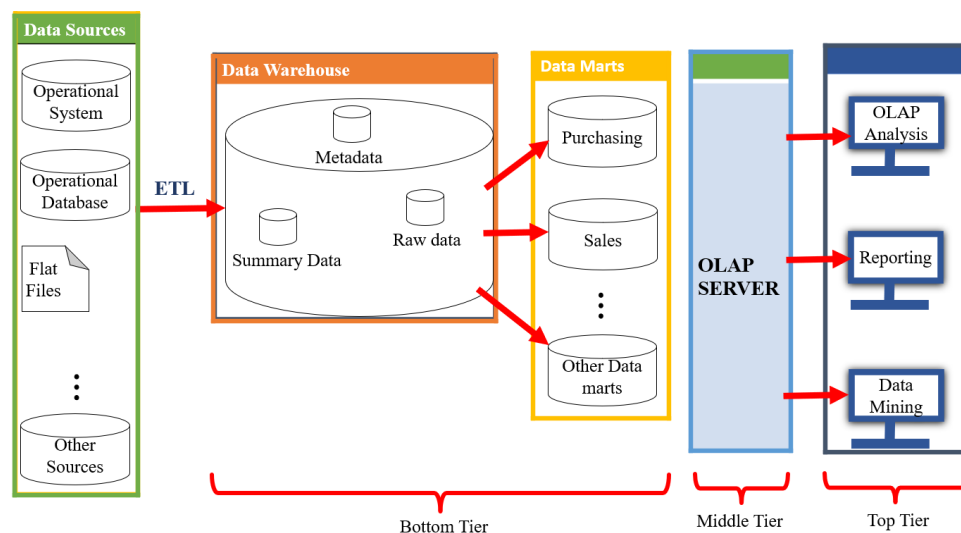 Data Sources
Operational
System
Operational
Database
Flat
Files
Other
Sources
ETL
Data Warehouse
Metadata
Summary Data
Raw data
Data Marts
Purchasing
Sales
Other Data
marts
OLAP
SERVER
OLAP
Analysis
Reporting
Data
Mining
Bottom Tier
Middle Tier
Top Tier